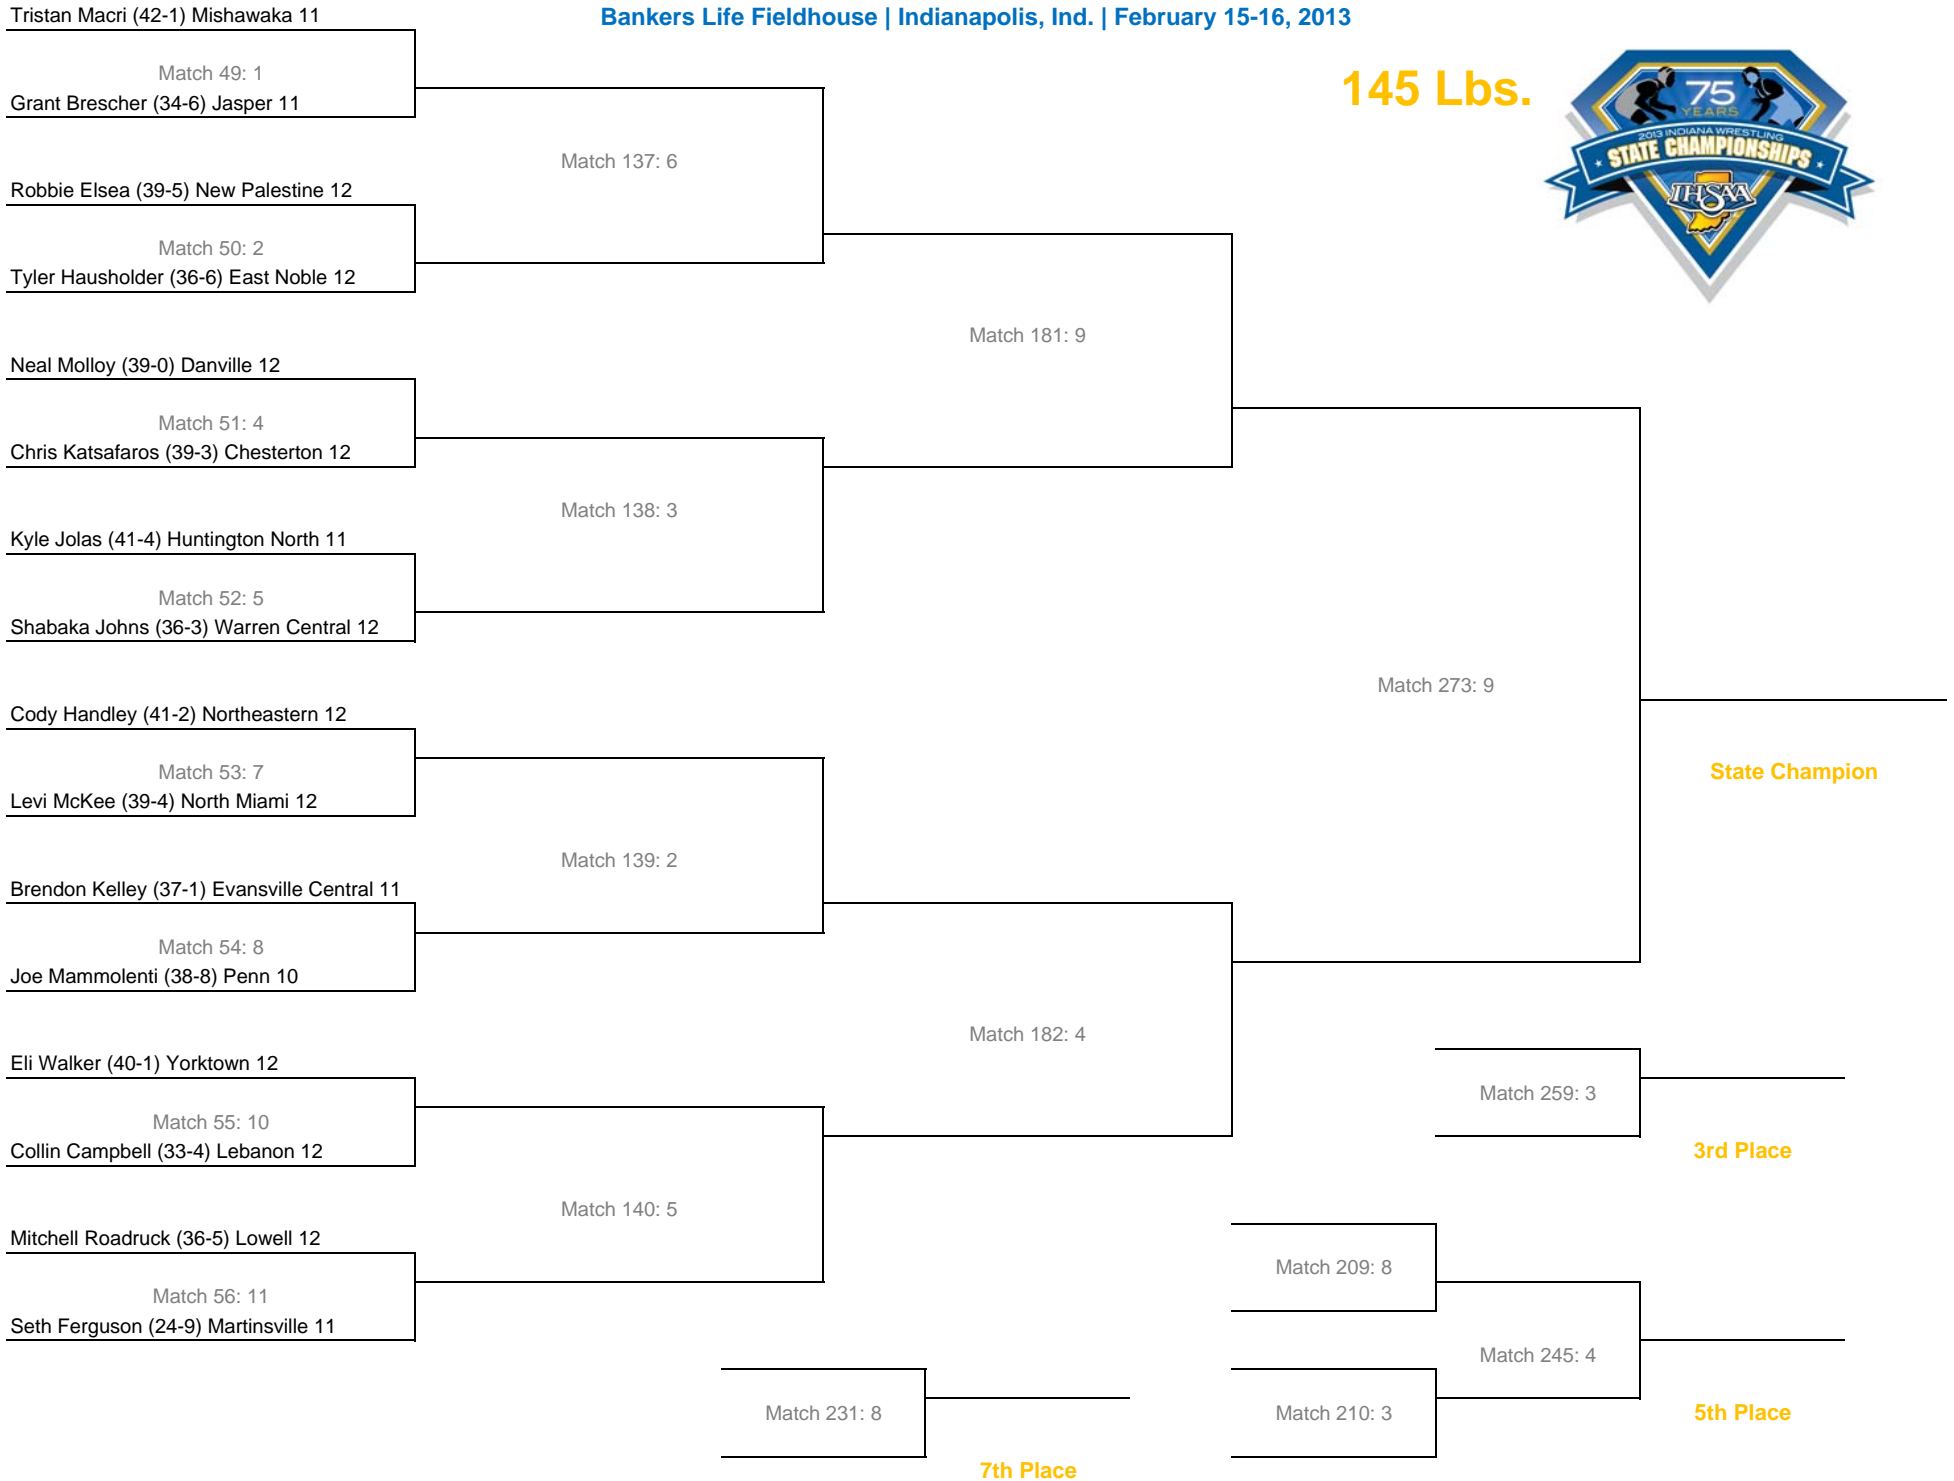 Tristan Macri (42-1) Mishawaka 11
Bankers Life Fieldhouse | Indianapolis, Ind. | February 15-16, 2013
145 Lbs.
75
YEARS
2013 INDIANA WRESTLING
STATE CHAMPIONSHIPS
IHSAA
Match 49: 1
Grant Brescher (34-6) Jasper 11
Match 137: 6
Robbie Elsea (39-5) New Palestine 12
Match 50: 2
Tyler Hausholder (36-6) East Noble 12
Match 181: 9
Neal Molloy (39-0) Danville 12
Match 51: 4
Chris Katsafaros (39-3) Chesterton 12
Match 138: 3
Kyle Jolas (41-4) Huntington North 11
Match 52: 5
Shabaka Johns (36-3) Warren Central 12
Match 273: 9
Cody Handley (41-2) Northeastern 12
State Champion
Match 53: 7
Levi McKee (39-4) North Miami 12
Match 139: 2
Brendon Kelley (37-1) Evansville Central 11
Match 54: 8
Joe Mammolenti (38-8) Penn 10
Match 182: 4
Eli Walker (40-1) Yorktown 12
Match 259: 3
Match 55: 10
Collin Campbell (33-4) Lebanon 12
3rd Place
Match 140: 5
Mitchell Roadruck (36-5) Lowell 12
Match 209: 8
Match 56: 11
Seth Ferguson (24-9) Martinsville 11
Match 245: 4
Match 231: 8
Match 210: 3
5th Place
7th Place